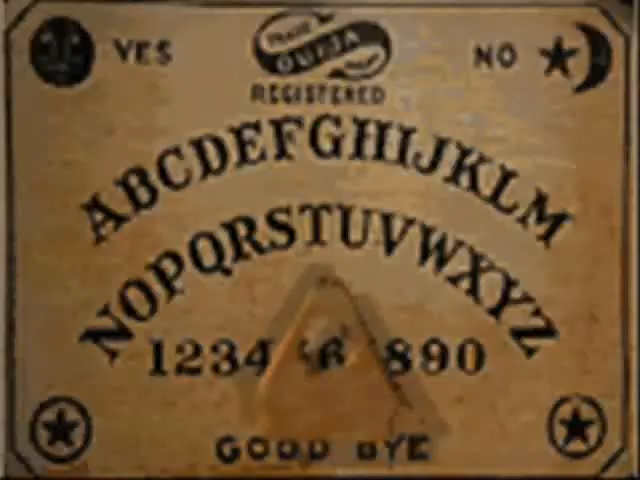 YES
OUIJA
NO
REGISTERED
ABCDEFGHIJKLM
NOPQRSTUVWXYZ
1234 6 890
GOOD BYE